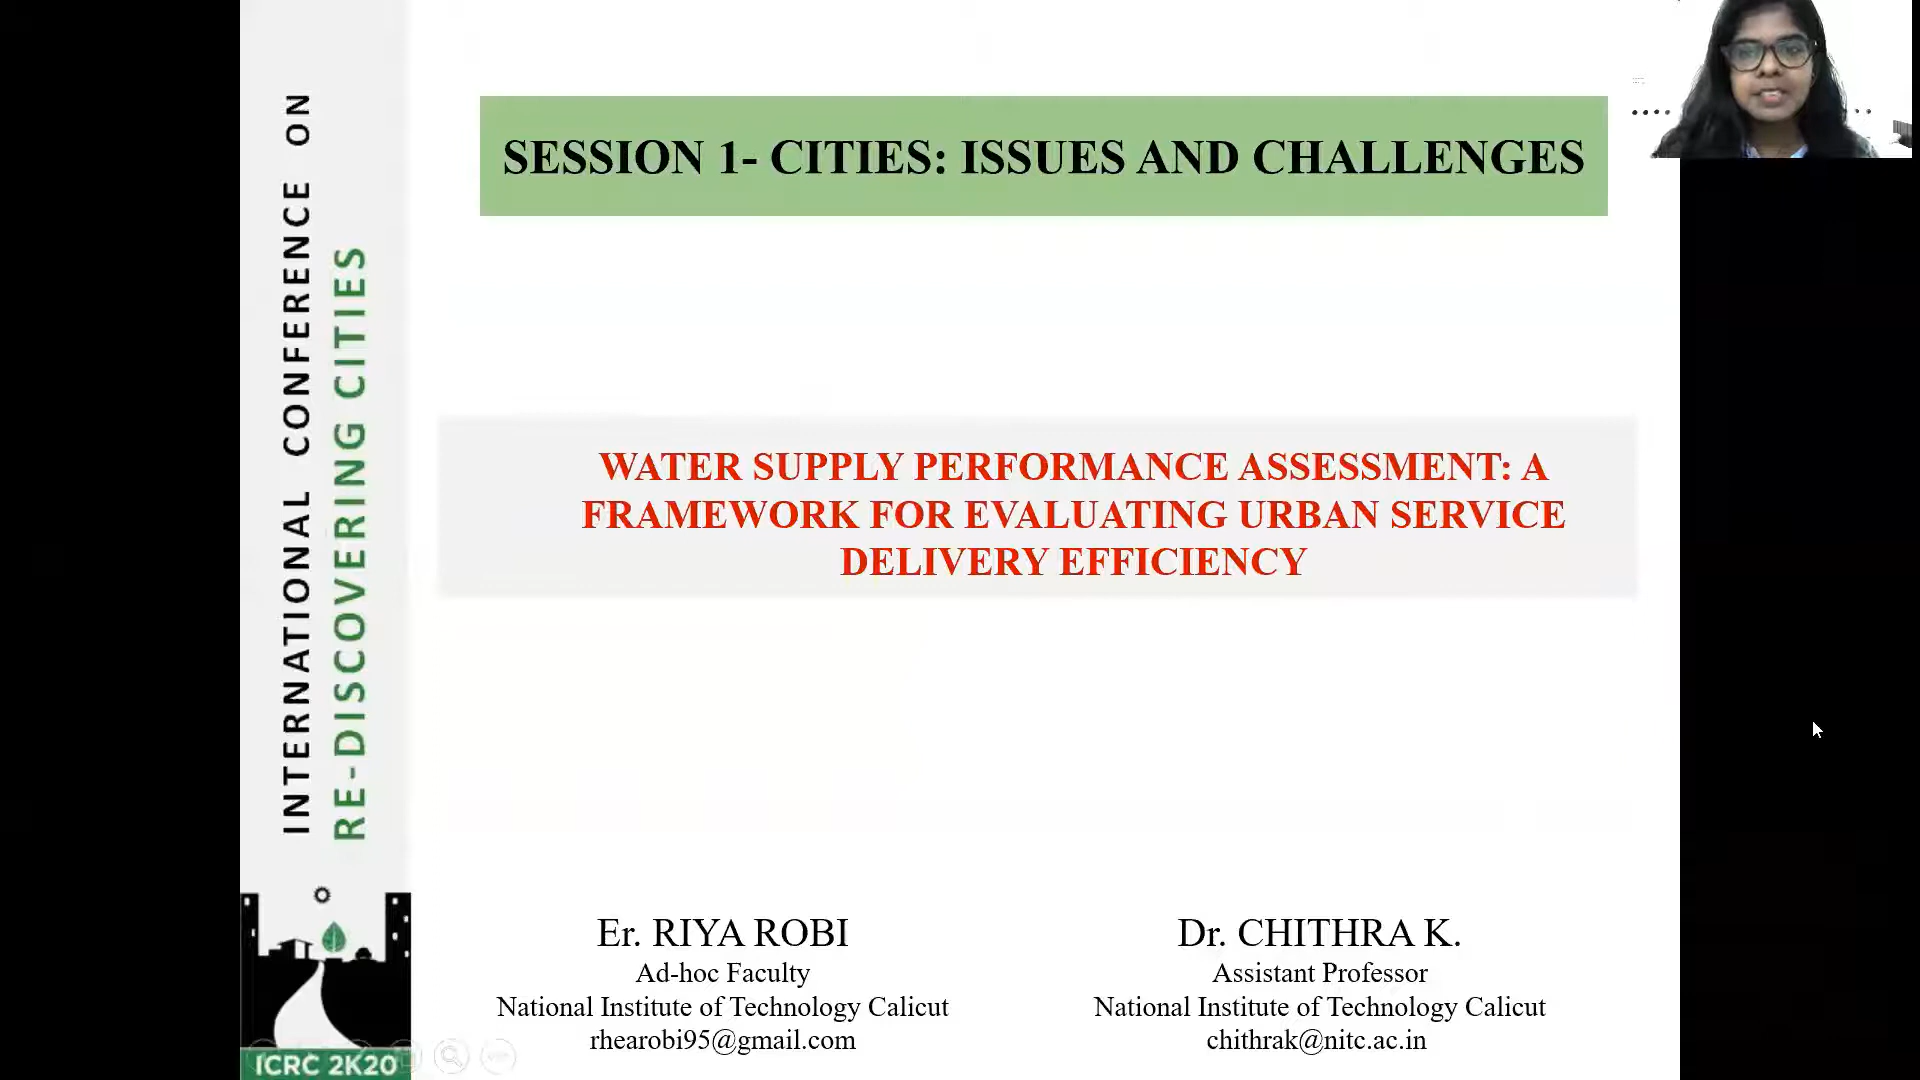 INTERNATIONAL CONFERENCE ON
RE-DISCOVERING CITIES
ICRC 2K20
SESSION 1- CITIES: ISSUES AND CHALLENGES
WATER SUPPLY PERFORMANCE ASSESSMENT: A
FRAMEWORK FOR EVALUATING URBAN SERVICE
DELIVERY EFFICIENCY
Er. RIYA ROBI
Ad-hoc Faculty
National Institute of Technology Calicut
rhearobi95@gmail.com
Dr. CHITHRA K.
Assistant Professor
National Institute of Technology Calicut
chithrak@nitc.ac.in